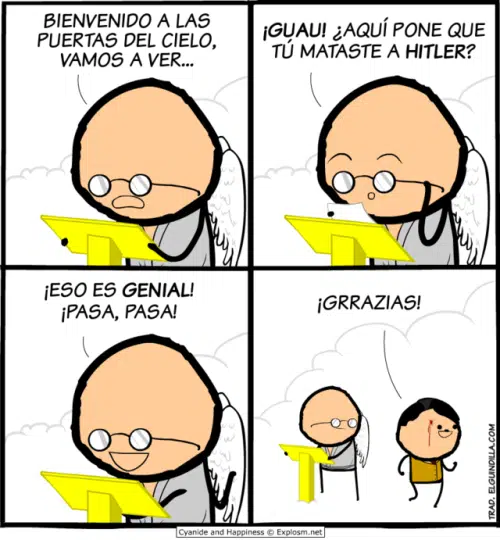 BIENVENIDO A LAS
PUERTAS DEL CIELO,
VAMOS A VER...
¡GUAU! ¿AQUÍ PONE QUE
TÚ MATASTE A HITLER?
¡ESO ES GENIAL!
¡PASA, PASA!
¡GRRAZIAS!
TRAD. ELGUINDILLA.COM
Cyanide and Happiness © Explosm.net